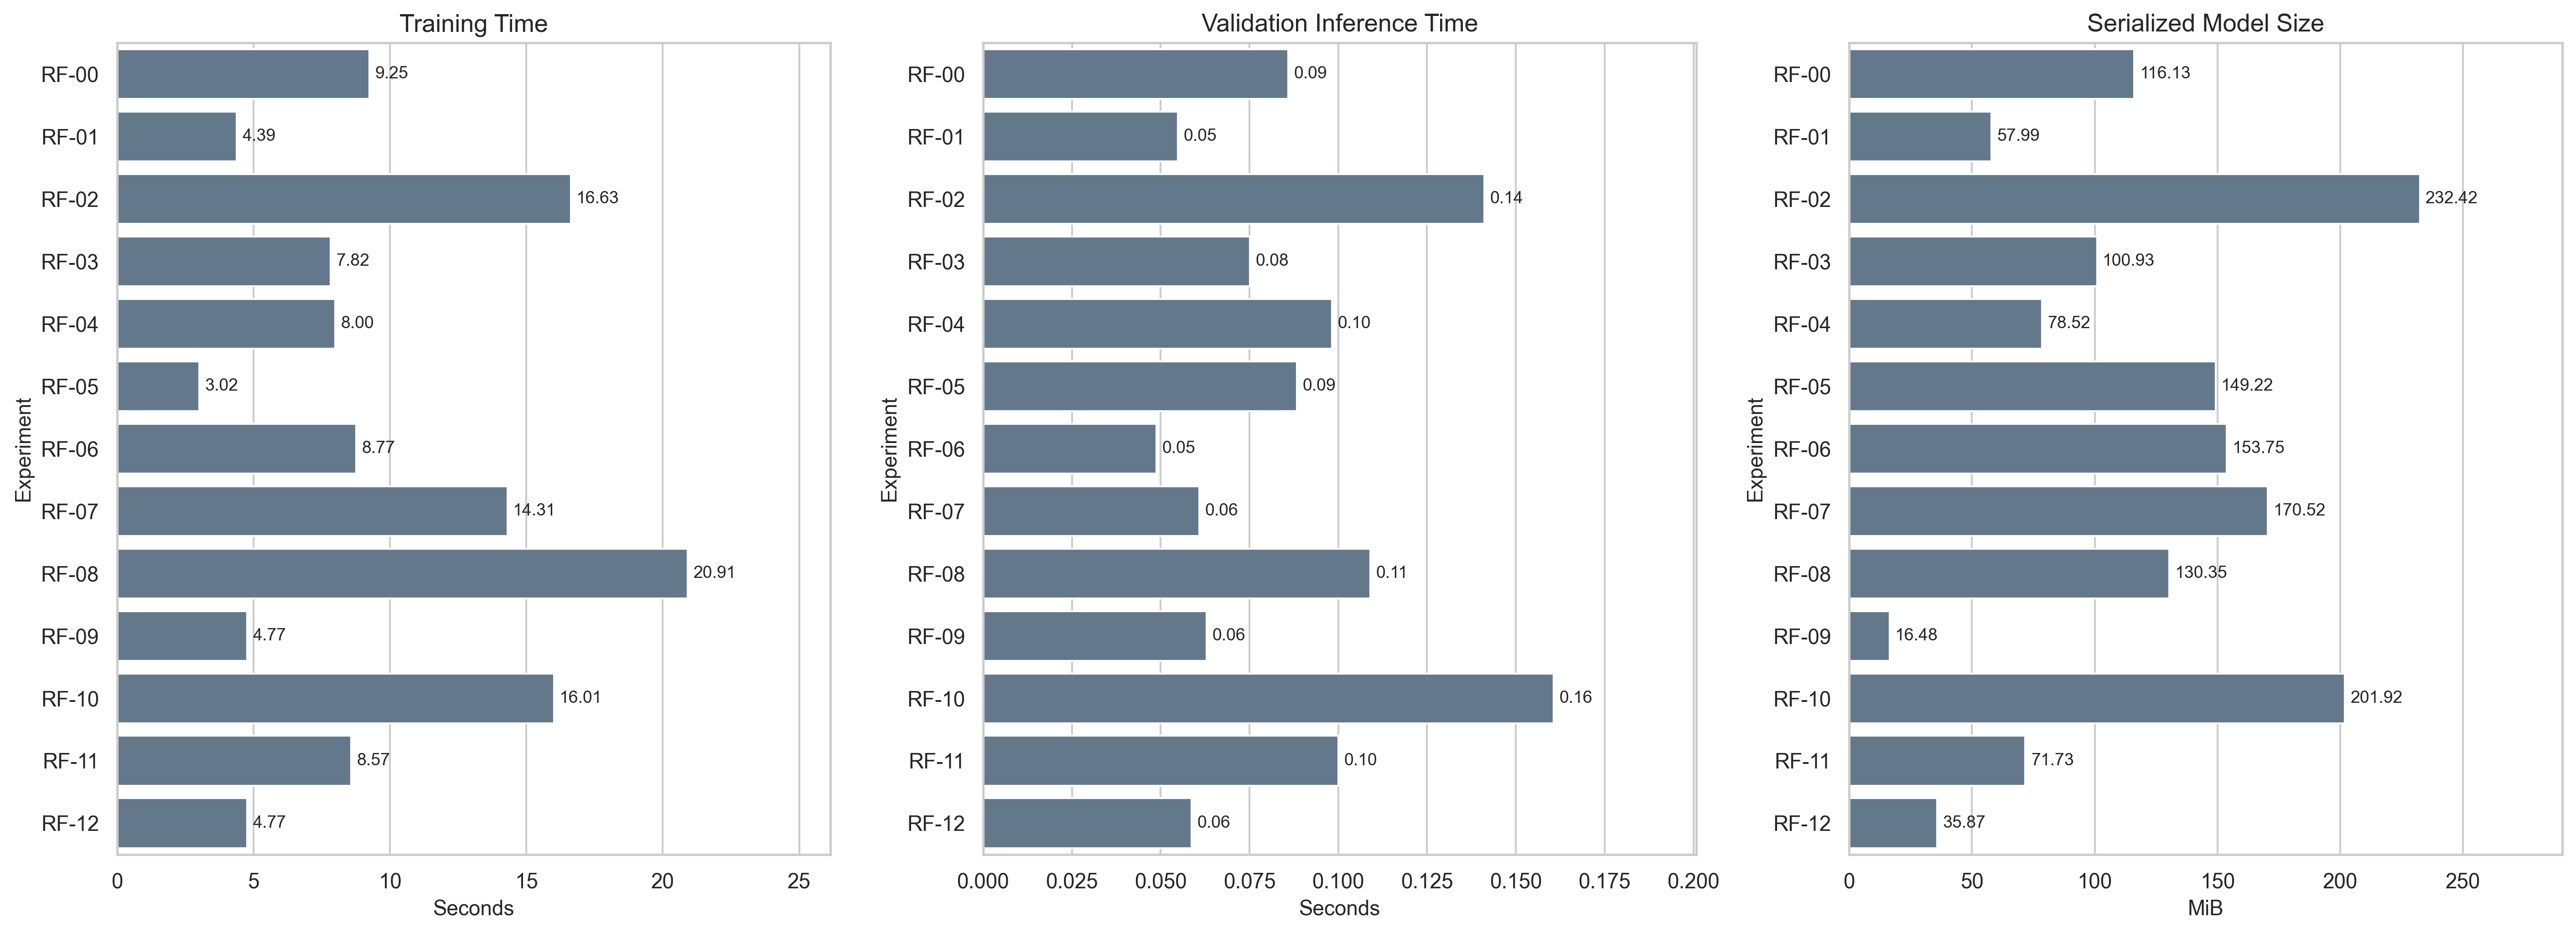 Training Time
Experiment
RF-00
9.25
RF-01
4.39
RF-02
16.63
RF-03
7.82
RF-04
8.00
RF-05
3.02
RF-06
8.77
RF-07
14.31
RF-08
20.91
RF-09
4.77
RF-10
16.01
RF-11
8.57
RF-12
4.77
0 5 10 15 20 25
Seconds
Validation Inference Time
Experiment
RF-00
0.09
RF-01
0.05
RF-02
0.14
RF-03
0.08
RF-04
0.10
RF-05
0.09
RF-06
0.05
RF-07
0.06
RF-08
0.11
RF-09
0.06
RF-10
0.16
RF-11
0.10
RF-12
0.06
0.000 0.025 0.050 0.075 0.100 0.125 0.150 0.175 0.200
Seconds
Serialized Model Size
Experiment
RF-00
116.13
RF-01
57.99
RF-02
232.42
RF-03
100.93
RF-04
78.52
RF-05
149.22
RF-06
153.75
RF-07
170.52
RF-08
130.35
RF-09
16.48
RF-10
201.92
RF-11
71.73
RF-12
35.87
0 50 100 150 200 250
MiB